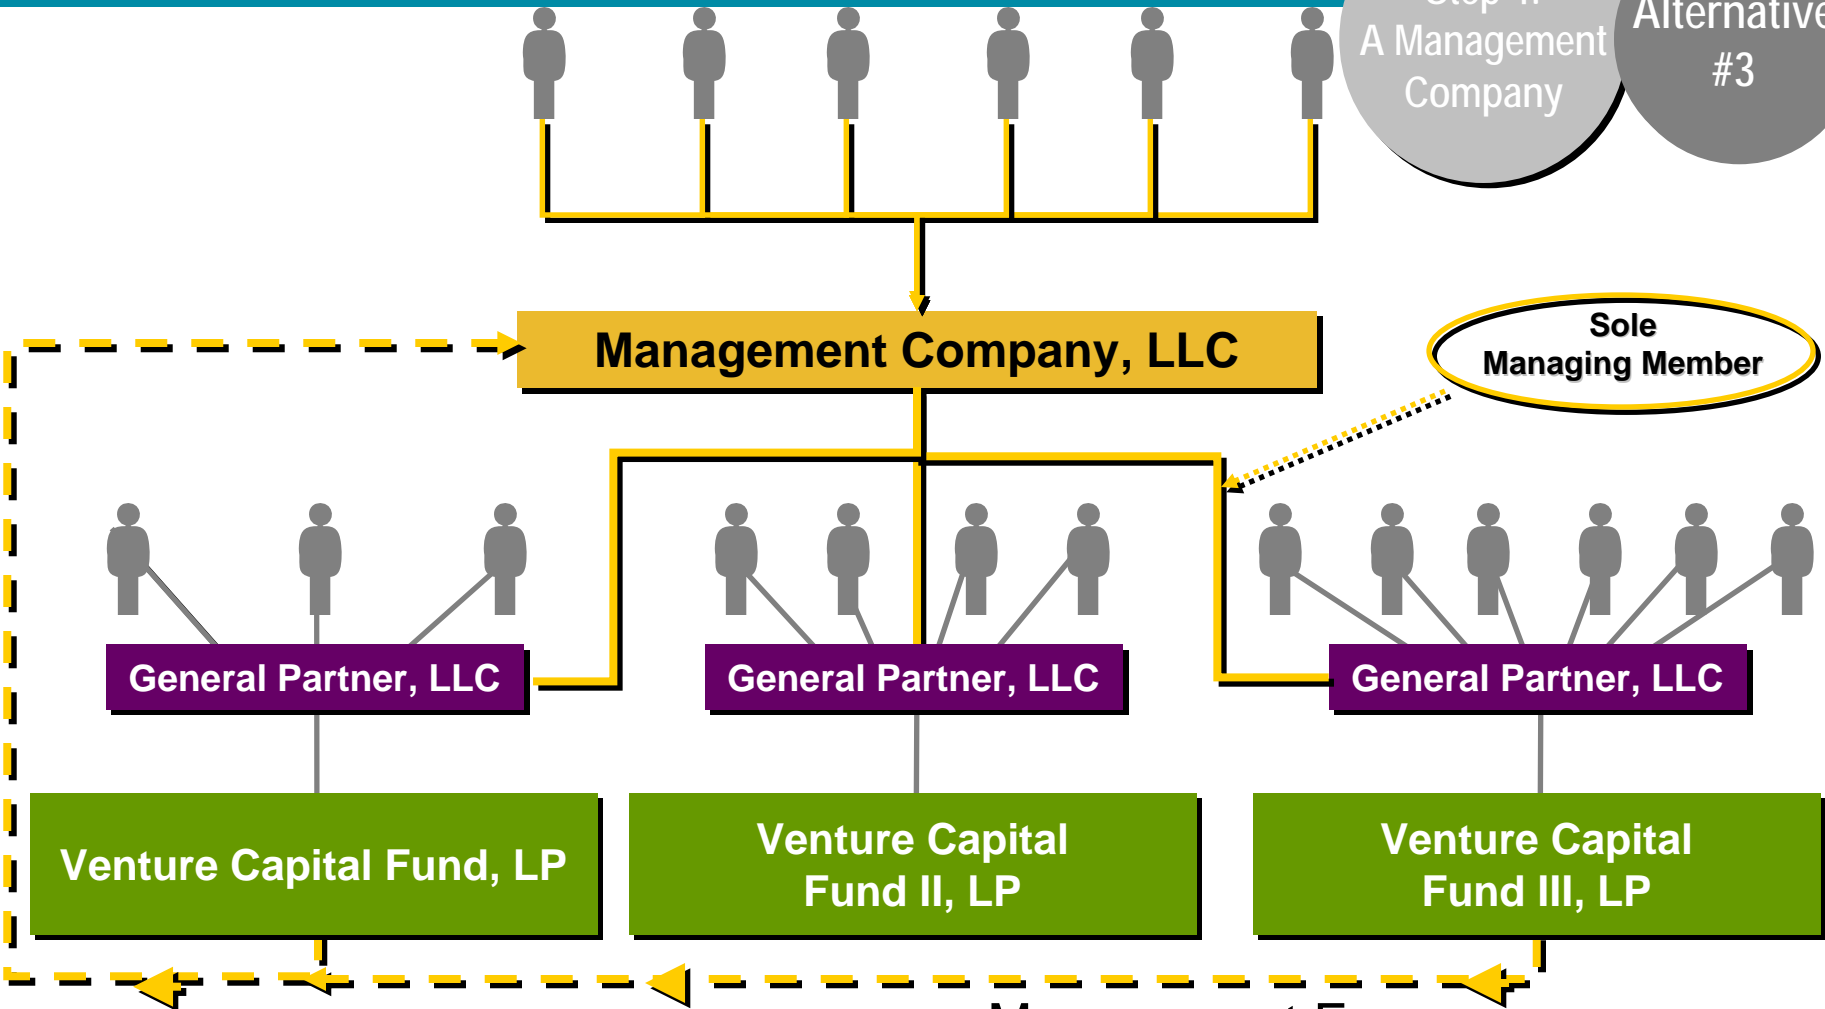 A Management
Company
Alternative
#3
Management Company, LLC
Sole
Managing Member
General Partner, LLC
General Partner, LLC
General Partner, LLC
Venture Capital Fund, LP
Venture Capital
Fund II, LP
Venture Capital
Fund III, LP